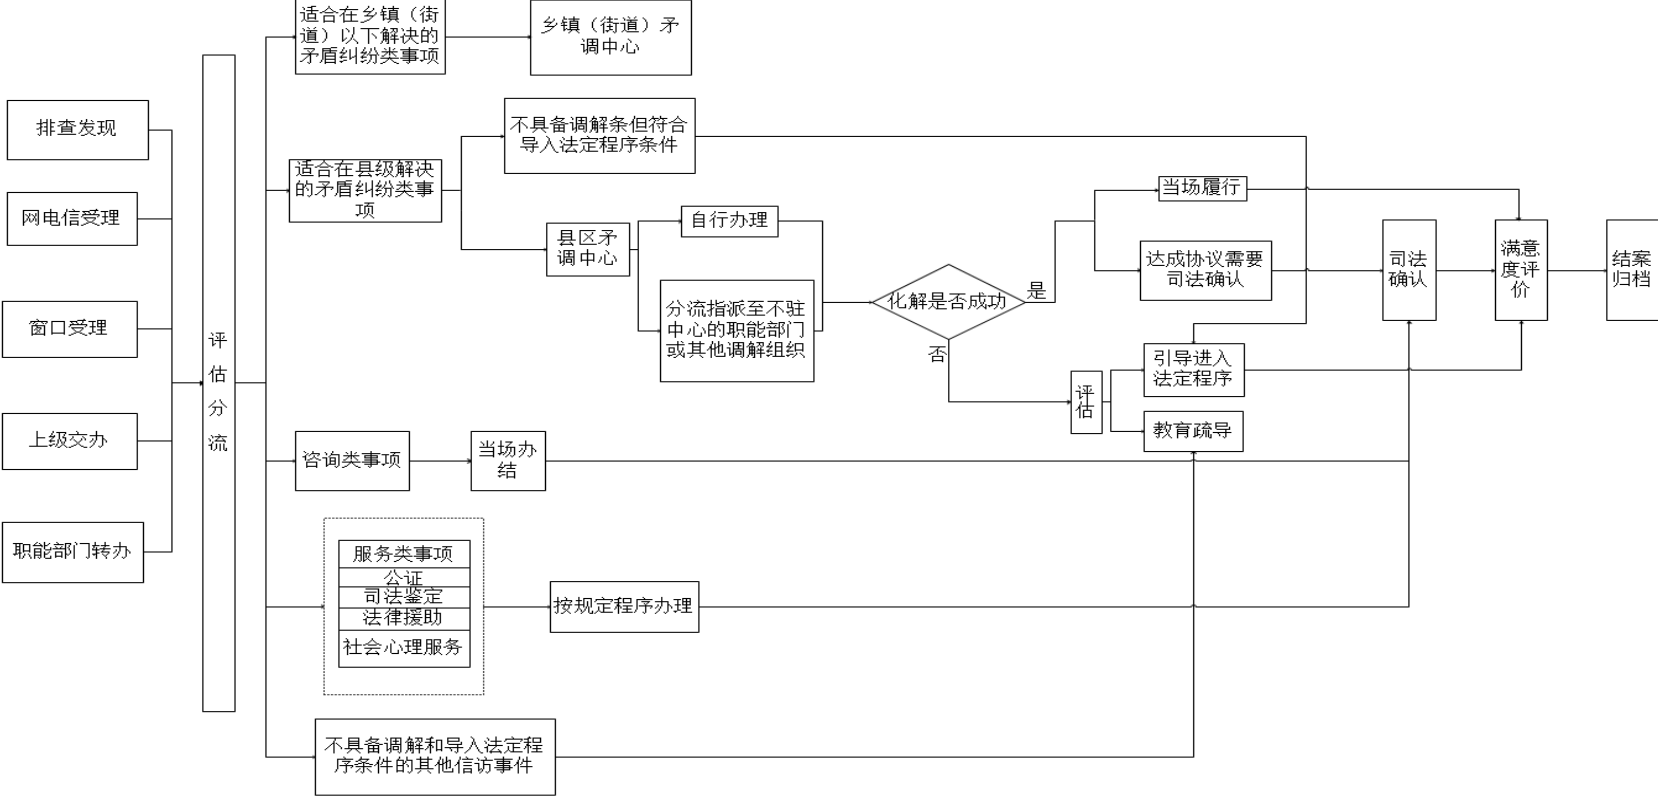 排查发现
网电信受理
窗口受理
上级交办
职能部门转办
评
估
分
流
适合在乡镇（街
道）以下解决的
矛盾纠纷类事项
乡镇（街道）矛
调中心
适合在县级解决
的矛盾纠纷类事
项
不具备调解条但符合
导入法定程序条件
县区矛
调中心
自行办理
分流指派至不驻
中心的职能部门
或其他调解组织
化解是否成功
是
否
当场履行
达成协议需要
司法确认
司法
确认
满意
度评
价
结案
归档
评
估
引导进入
法定程序
教育疏导
咨询类事项
当场办
结
服务类事项
公证
司法鉴定
法律援助
社会心理服务
按规定程序办理
不具备调解和导入法定程
序条件的其他信访事件